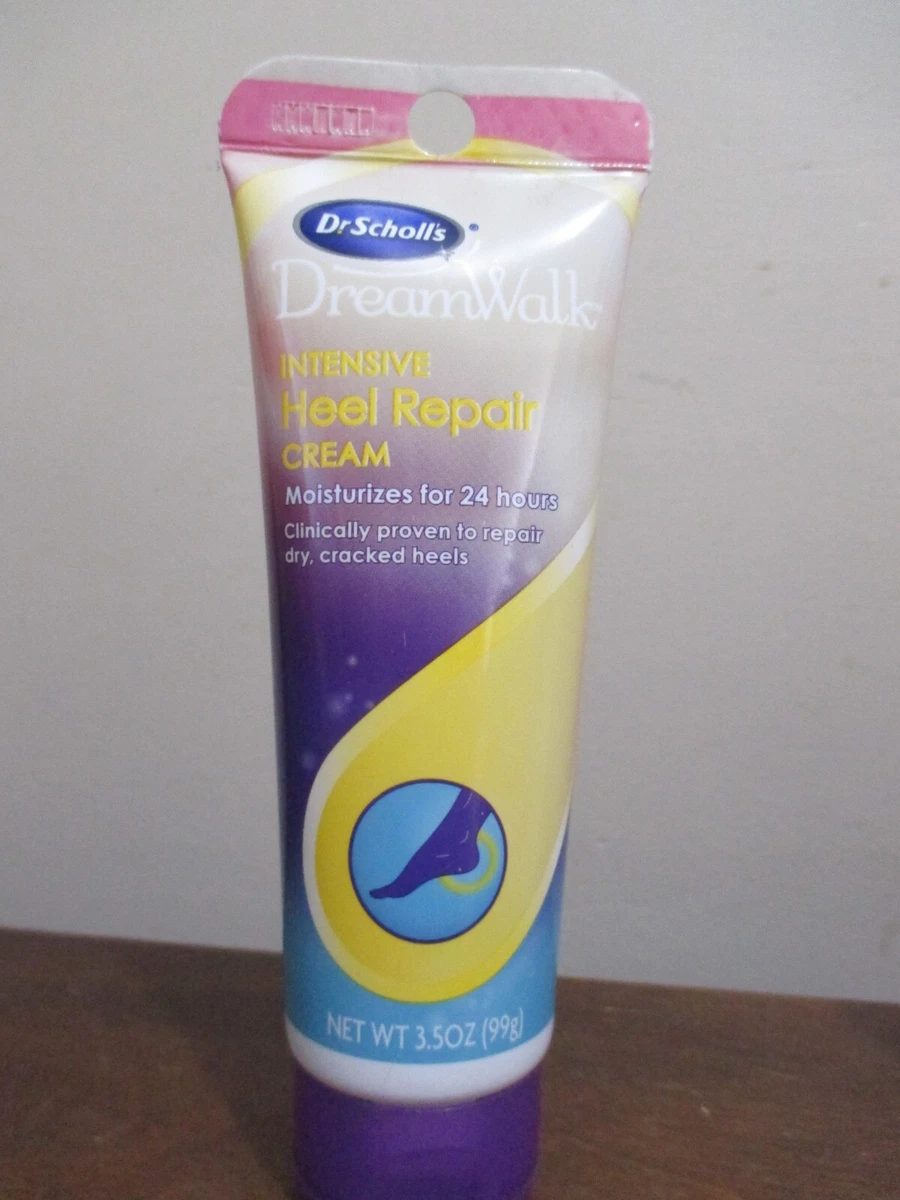 Dr. Scholl's®
DreamWalk™
INTENSIVE
Heel Repair
CREAM
Moisturizes for 24 hours
Clinically proven to repair
dry, cracked heels
NET WT 3.5OZ (99g)